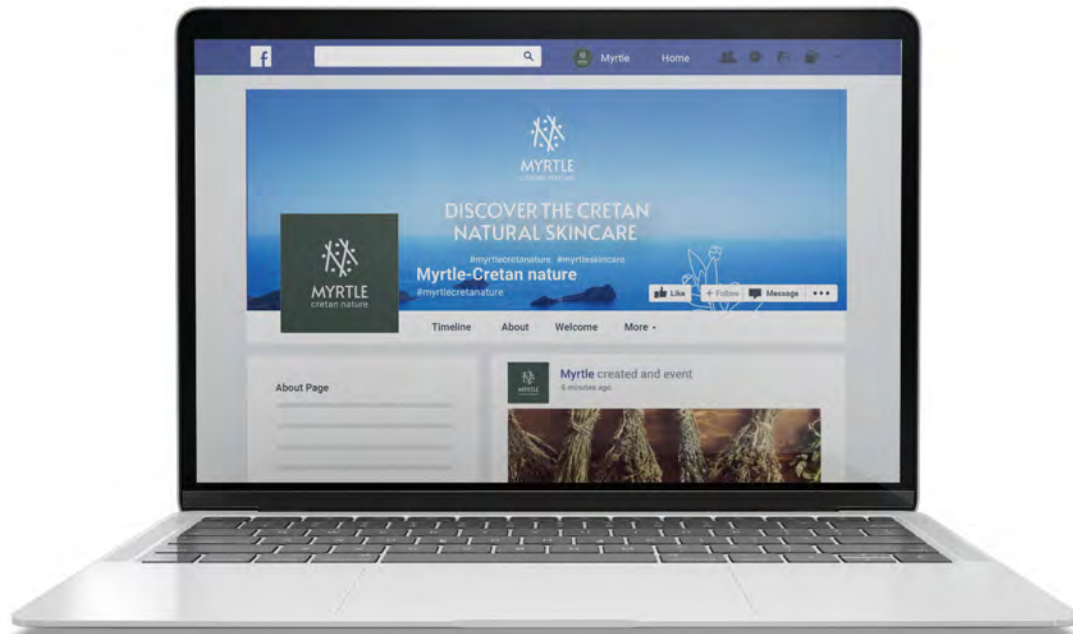 f
Myrtle
Home
MYRTLE
DISCOVER THE CRETAN
NATURAL SKINCARE
#myrtlecretanature #myrtleskincare
Myrtle-Cretan nature
#myrtlecretanature
MYRTLE
cretan nature
Like
+ Follow
Message
Timeline
About
Welcome
More
About Page
MYRTLE
Myrtle created and event
6 minutes ago